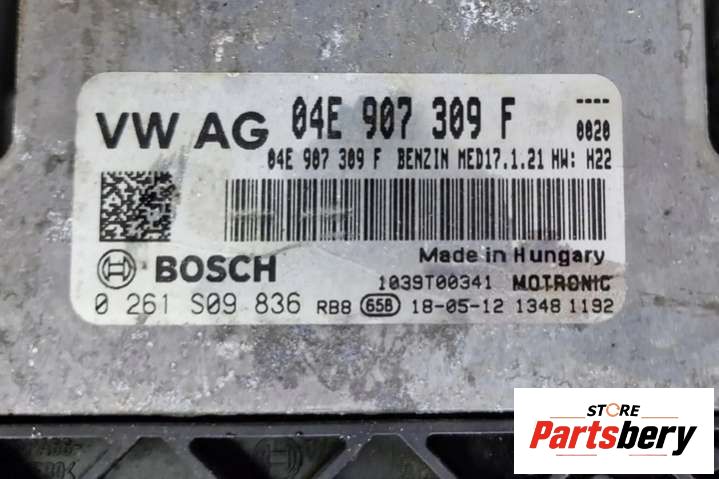 VW AG 04E 907 309 F ----
0020
04E 907 309 F BENZIN MED17.1.21 HW: H22
Made in Hungary
BOSCH 1039T00341 MOTRONIC
0 261 S09 836 RB8 65B 18-05-12 1348 1192
STORE
Partsbery